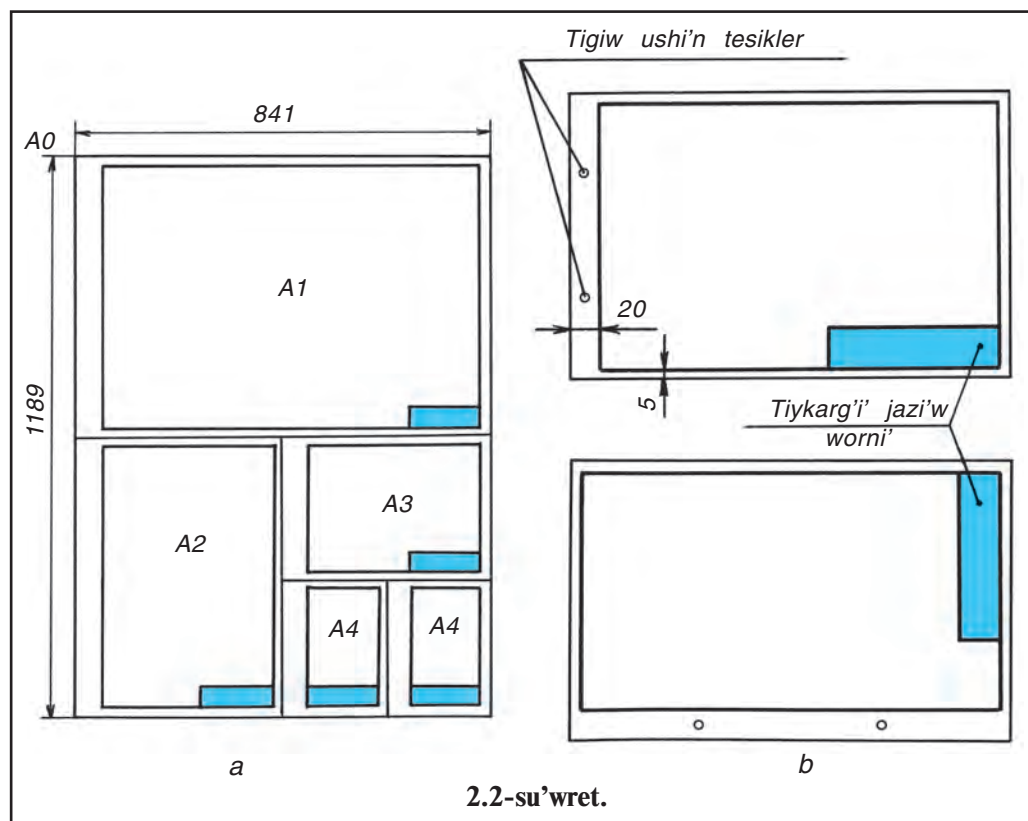 Tigiw ushi'n tesikler
841
A0
1189
A1
A2
A3
A4
A4
20
5
Tiykarg'i' jazi'w
worni'
a
b
2.2-su'wret.